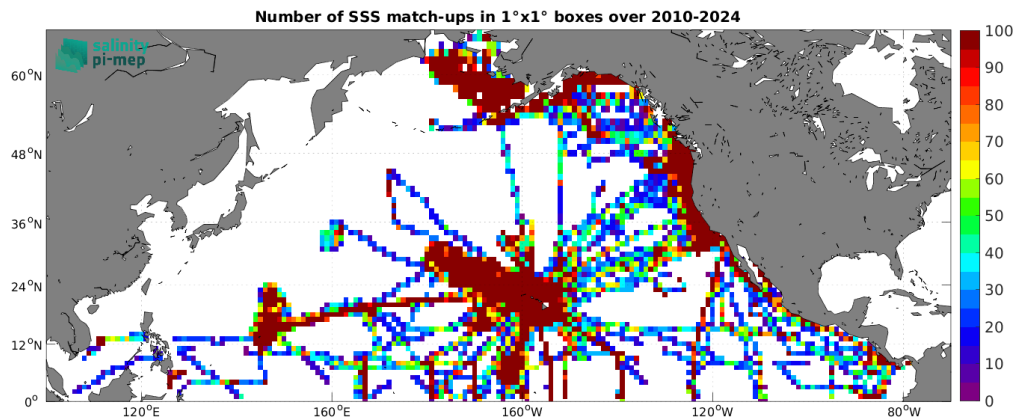 Number of SSS match-ups in 1°x1° boxes over 2010-2024
salinity
pi-mep
60°N
48°N
36°N
24°N
12°N
0°
120°E
160°E
160°W
120°W
80°W
100
90
80
70
60
50
40
30
20
10
0